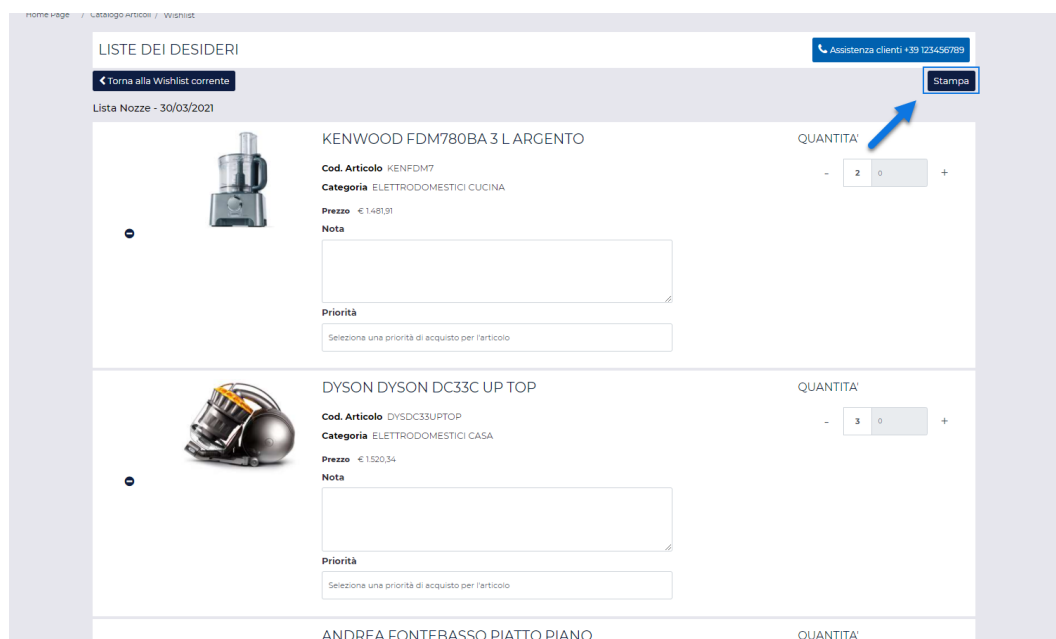 Home Page / Catalogo Articoli / Wishlist
LISTE DEI DESIDERI
Assistenza clienti +39 123456789
Torna alla Wishlist corrente
Stampa
Lista Nozze - 30/03/2021
KENWOOD FDM780BA 3 L ARGENTO
QUANTITA'
Cod. Articolo KENFDM7
- 2 0 +
Categoria ELETTRODOMESTICI CUCINA
Prezzo € 1.481,91
Nota
Priorità
Seleziona una priorità di acquisto per l'articolo
DYSON DYSON DC33C UP TOP
QUANTITA'
Cod. Articolo DYSDC33UPTOP
- 3 0 +
Categoria ELETTRODOMESTICI CASA
Prezzo € 1.520,34
Nota
Priorità
Seleziona una priorità di acquisto per l'articolo
ANDREA FONTEBASSO PIATTO PIANO
QUANTITA'